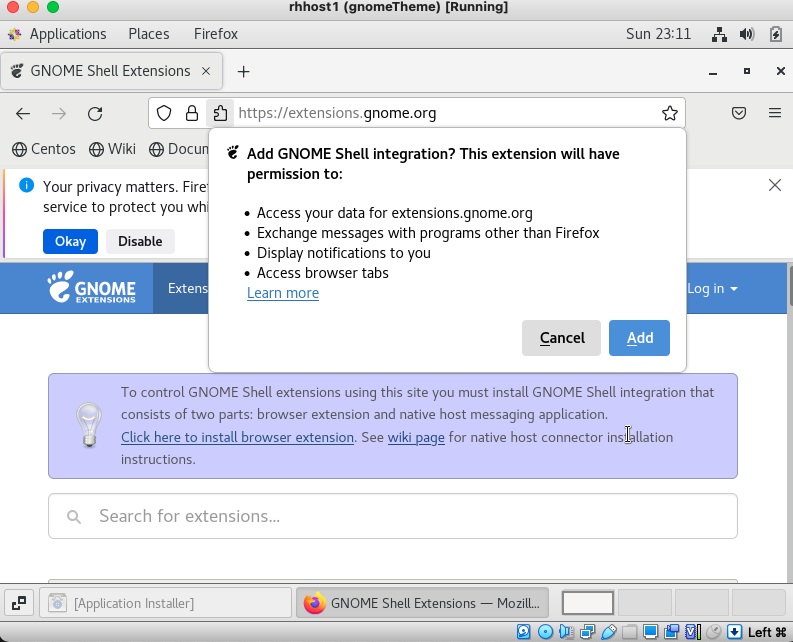 rhhost1 (gnomeTheme) [Running]
Applications Places Firefox Sun 23:11
GNOME Shell Extensions
https://extensions.gnome.org
Centos Wiki Docum
Add GNOME Shell integration? This extension will have
permission to:
Access your data for extensions.gnome.org
Exchange messages with programs other than Firefox
Display notifications to you
Access browser tabs
Learn more
Cancel Add
Your privacy matters. Firef
service to protect you whi
Okay Disable
GNOME
EXTENSIONS
Extens
Log in
To control GNOME Shell extensions using this site you must install GNOME Shell integration that
consists of two parts: browser extension and native host messaging application.
Click here to install browser extension. See wiki page for native host connector installation
instructions.
Search for extensions...
[Application Installer] GNOME Shell Extensions — Mozill...
Left ⌘